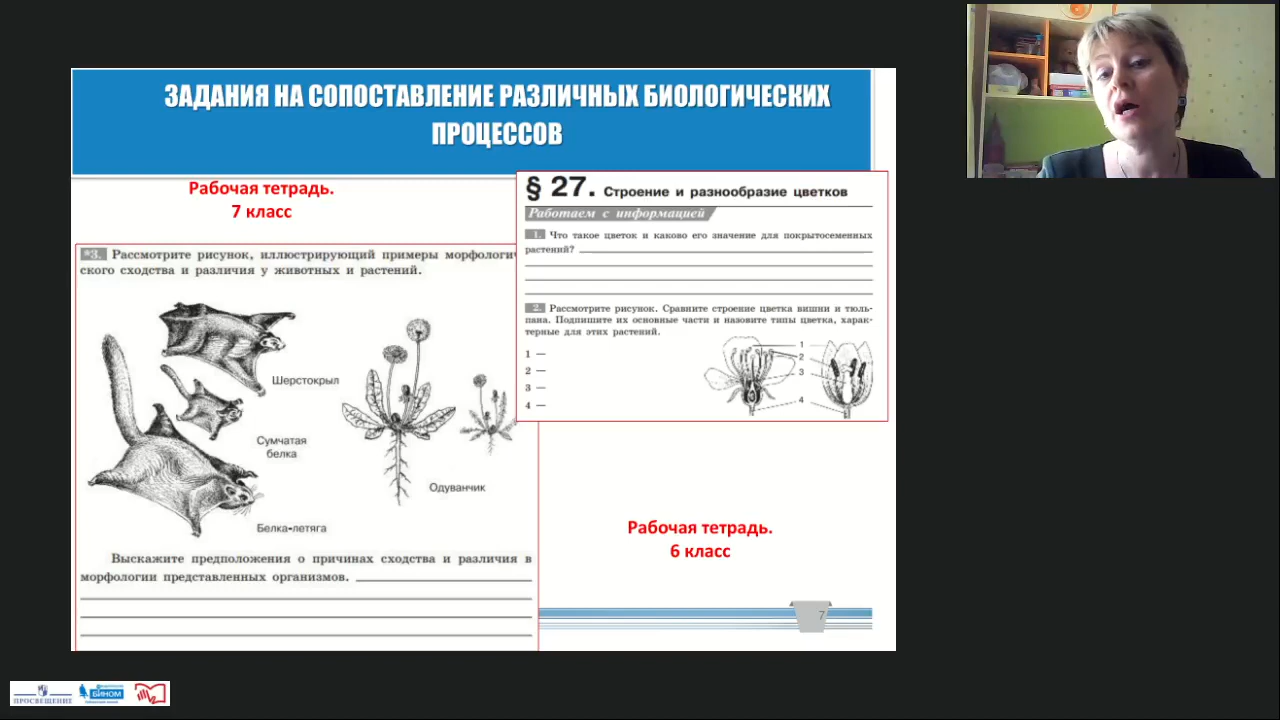 ЗАДАНИЯ НА СОПОСТАВЛЕНИЕ РАЗЛИЧНЫХ БИОЛОГИЧЕСКИХ
ПРОЦЕССОВ
Рабочая тетрадь.
7 класс
*3. Рассмотрите рисунок, иллюстрирующий примеры морфологи
ского сходства и различия у животных и растений.
Шерстокрыл
Сумчатая
белка
Одуванчик
Белка-летяга
Выскажите предположения о причинах сходства и различия в
морфологии представленных организмов.
§ 27. Строение и разнообразие цветков
Работаем с информацией
1. Что такое цветок и каково его значение для покрытосеменных
растений?
2. Рассмотрите рисунок. Сравните строение цветка вишни и тюль-
пана. Подпишите их основные части и назовите типы цветка, харак-
терные для этих растений.
1 —
2 —
3 —
4 —
1
2
3
4
Рабочая тетрадь.
6 класс
7
ПРОСВЕЩЕНИЕ
БИНОМ